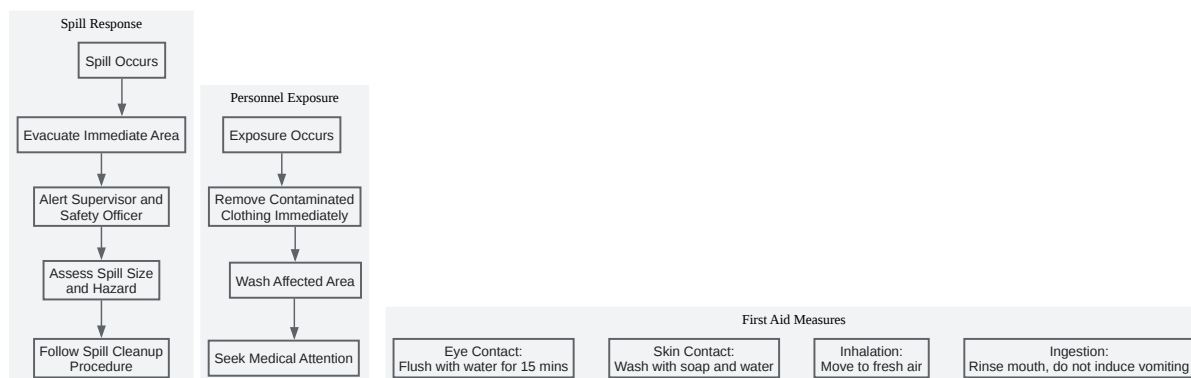 Spill Response
Spill Occurs
Evacuate Immediate Area
Alert Supervisor and
Safety Officer
Assess Spill Size
and Hazard
Follow Spill Cleanup
Procedure
Personnel Exposure
Exposure Occurs
Remove Contaminated
Clothing Immediately
Wash Affected Area
Seek Medical Attention
First Aid Measures
Eye Contact:
Flush with water for 15 mins
Skin Contact:
Wash with soap and water
Inhalation:
Move to fresh air
Ingestion:
Rinse mouth, do not induce vomiting